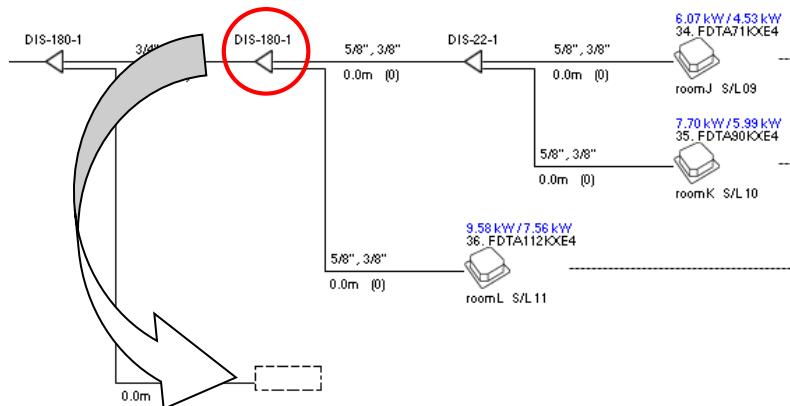 6.07 kW / 4.53 kW
34. FDTA71KXE4
DIS-180-1
DIS-180-1
DIS-22-1
3/4"
5/8", 3/8"
5/8", 3/8"
0.0m (0)
0.0m (0)
roomJ S/L09
7.70 kW / 5.99 kW
35. FDTA90KXE4
5/8", 3/8"
0.0m (0)
roomK S/L10
9.58 kW / 7.56 kW
36. FDTA112KXE4
5/8", 3/8"
0.0m (0)
roomL S/L11
0.0m